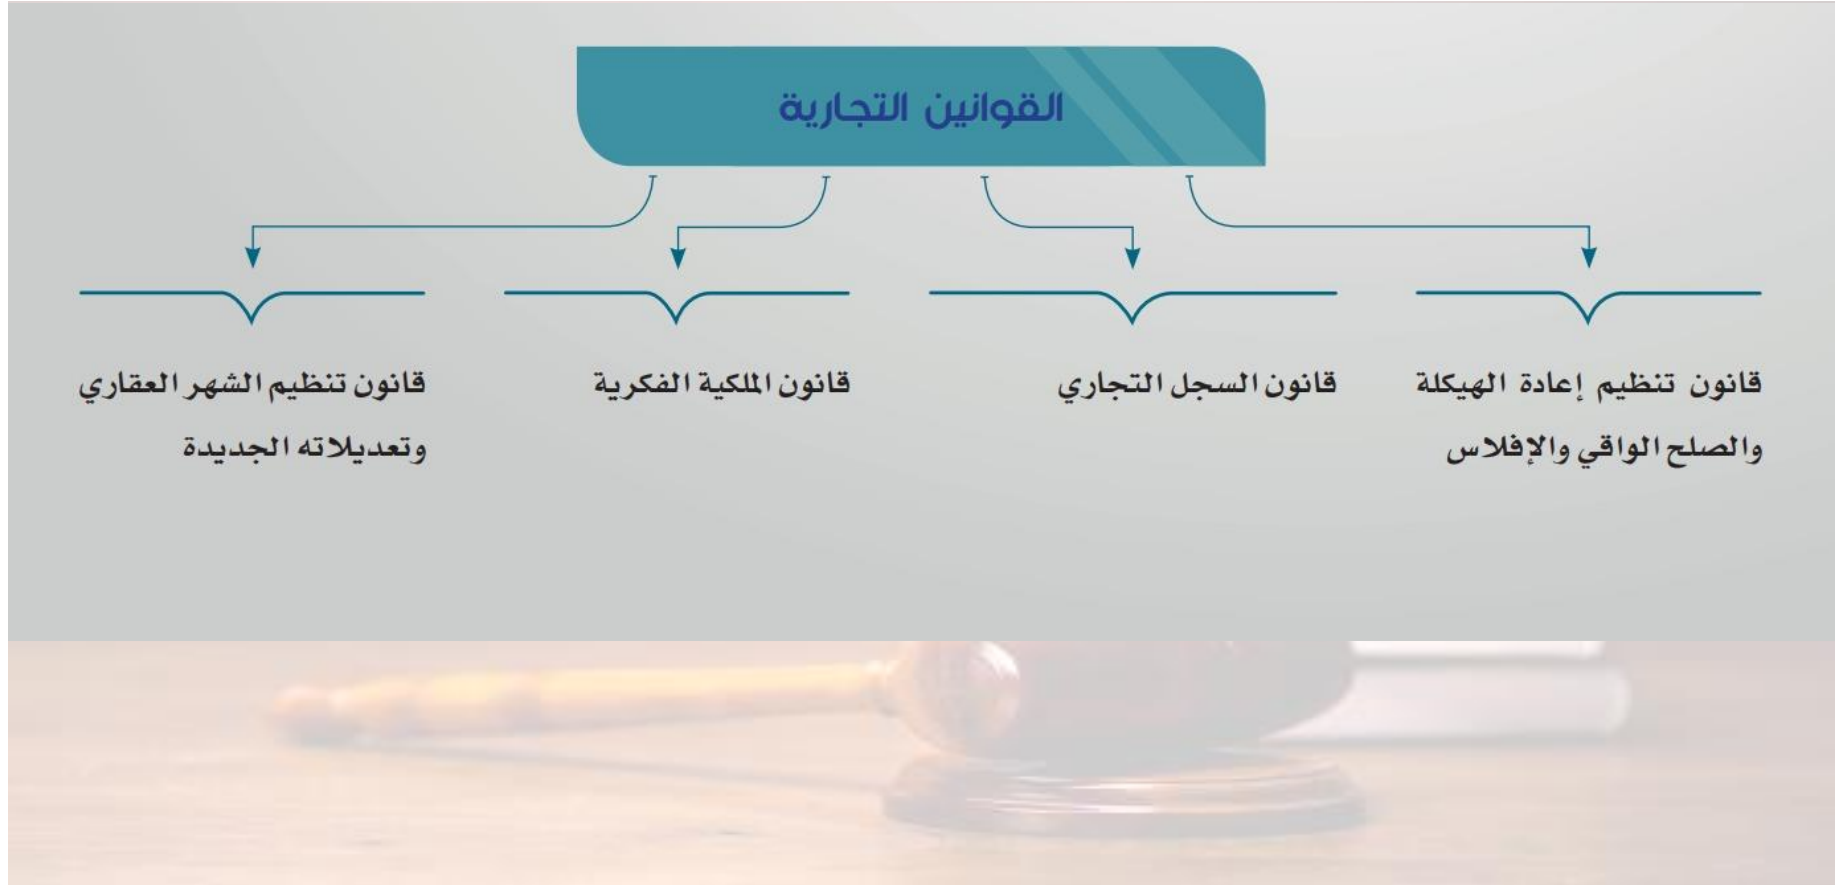 القوانين التجارية
قانون تنظيم إعادة الهيكلة
والصلح الواقي والإفلاس
قانون السجل التجاري
قانون الملكية الفكرية
قانون تنظيم الشهر العقاري
وتعديلاته الجديدة